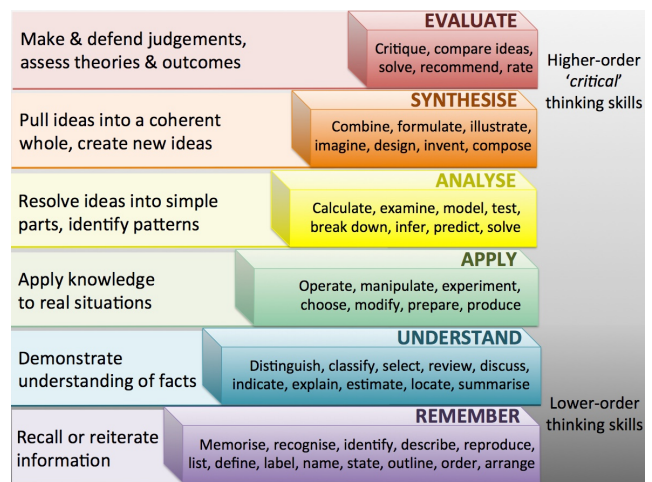 EVALUATE
Make & defend judgements,
assess theories & outcomes
Critique, compare ideas,
solve, recommend, rate
Higher-order
'critical'
thinking skills
SYNTHESISE
Pull ideas into a coherent
whole, create new ideas
Combine, formulate, illustrate,
imagine, design, invent, compose
ANALYSE
Resolve ideas into simple
parts, identify patterns
Calculate, examine, model, test,
break down, infer, predict, solve
APPLY
Apply knowledge
to real situations
Operate, manipulate, experiment,
choose, modify, prepare, produce
UNDERSTAND
Demonstrate
understanding of facts
Distinguish, classify, select, review, discuss,
indicate, explain, estimate, locate, summarise
Lower-order
thinking skills
REMEMBER
Recall or reiterate
information
Memorise, recognise, identify, describe, reproduce,
list, define, label, name, state, outline, order, arrange